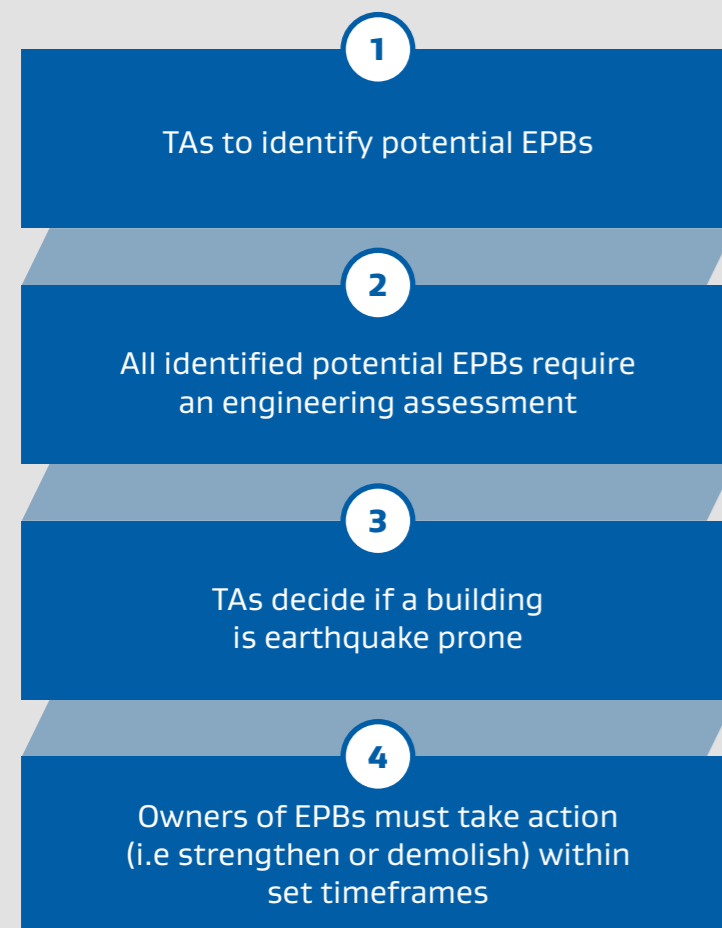 1
TAs to identify potential EPBs
2
All identified potential EPBs require
an engineering assessment
3
TAs decide if a building
is earthquake prone
4
Owners of EPBs must take action
(i.e strengthen or demolish) within
set timeframes